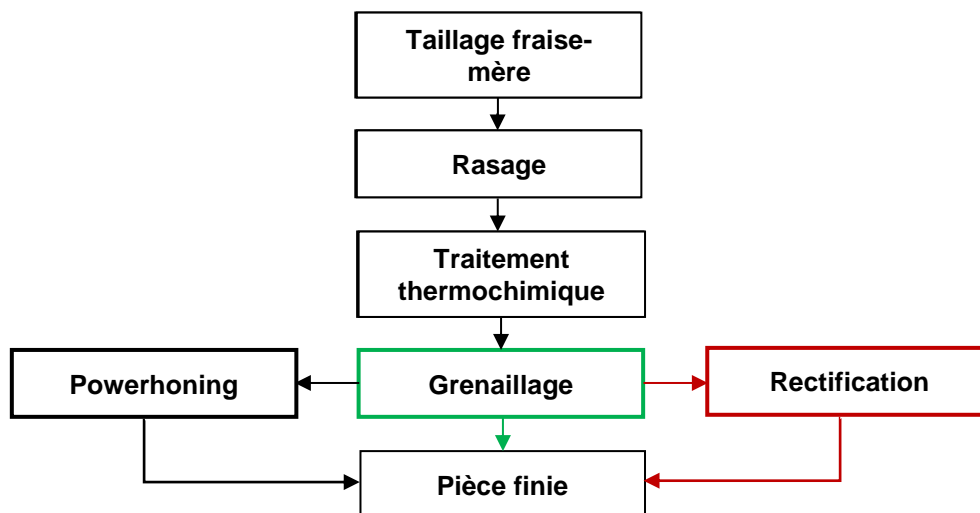 Taillage fraise-
mère
Rasage
Traitement
thermochimique
Powerhoning
Grenaillage
Rectification
Pièce finie